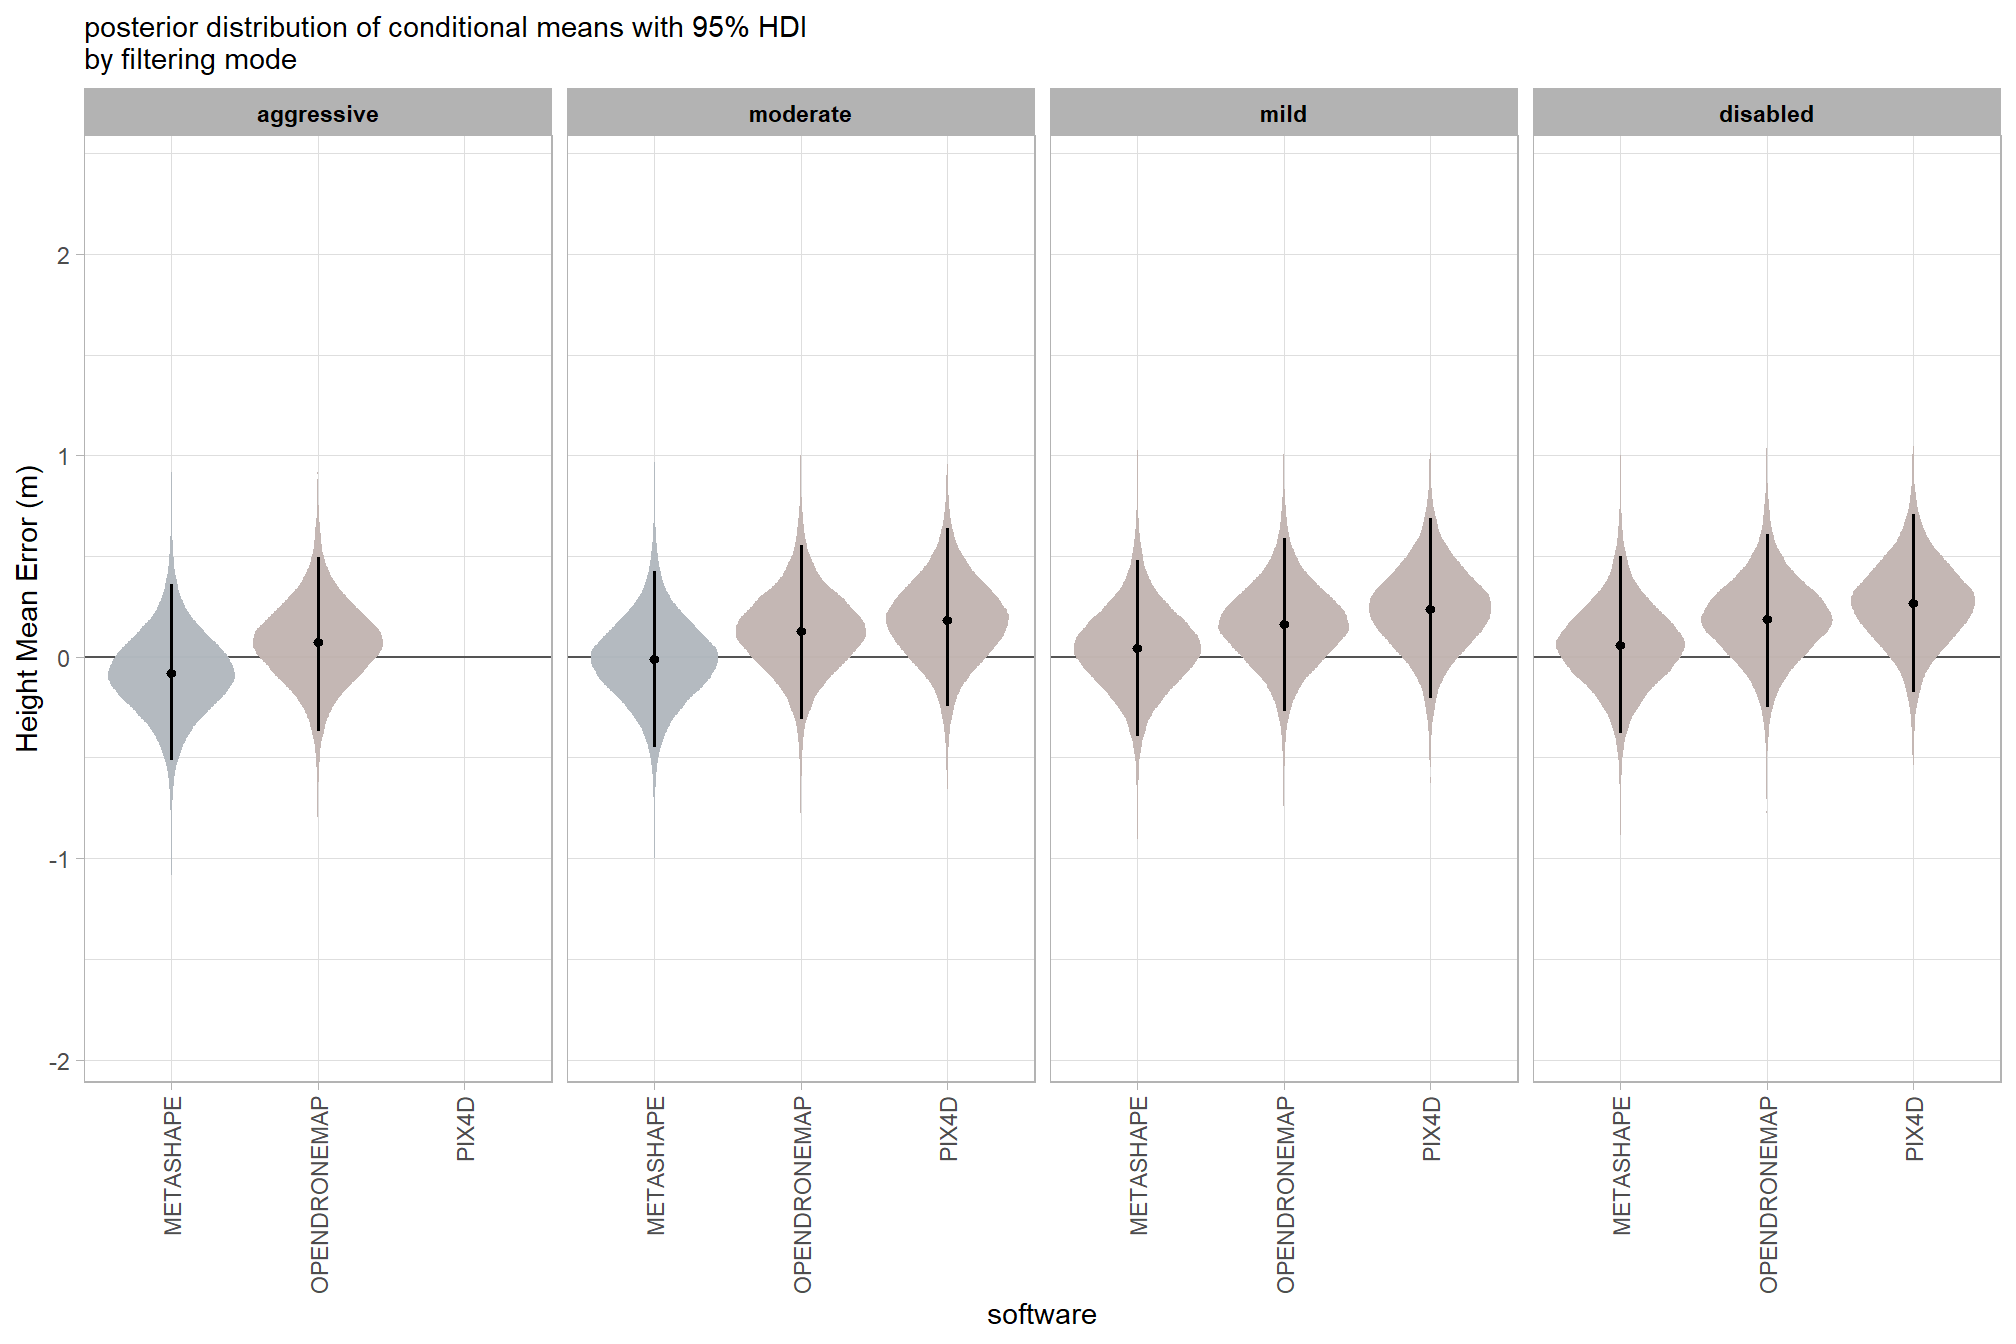 posterior distribution of conditional means with 95% HDI
by filtering mode
aggressive
moderate
mild
disabled
Height Mean Error (m)
2
1
0
-1
-2
METASHAPE
OPENDRONEMAP
PIX4D
METASHAPE
OPENDRONEMAP
PIX4D
METASHAPE
OPENDRONEMAP
PIX4D
METASHAPE
OPENDRONEMAP
PIX4D
software